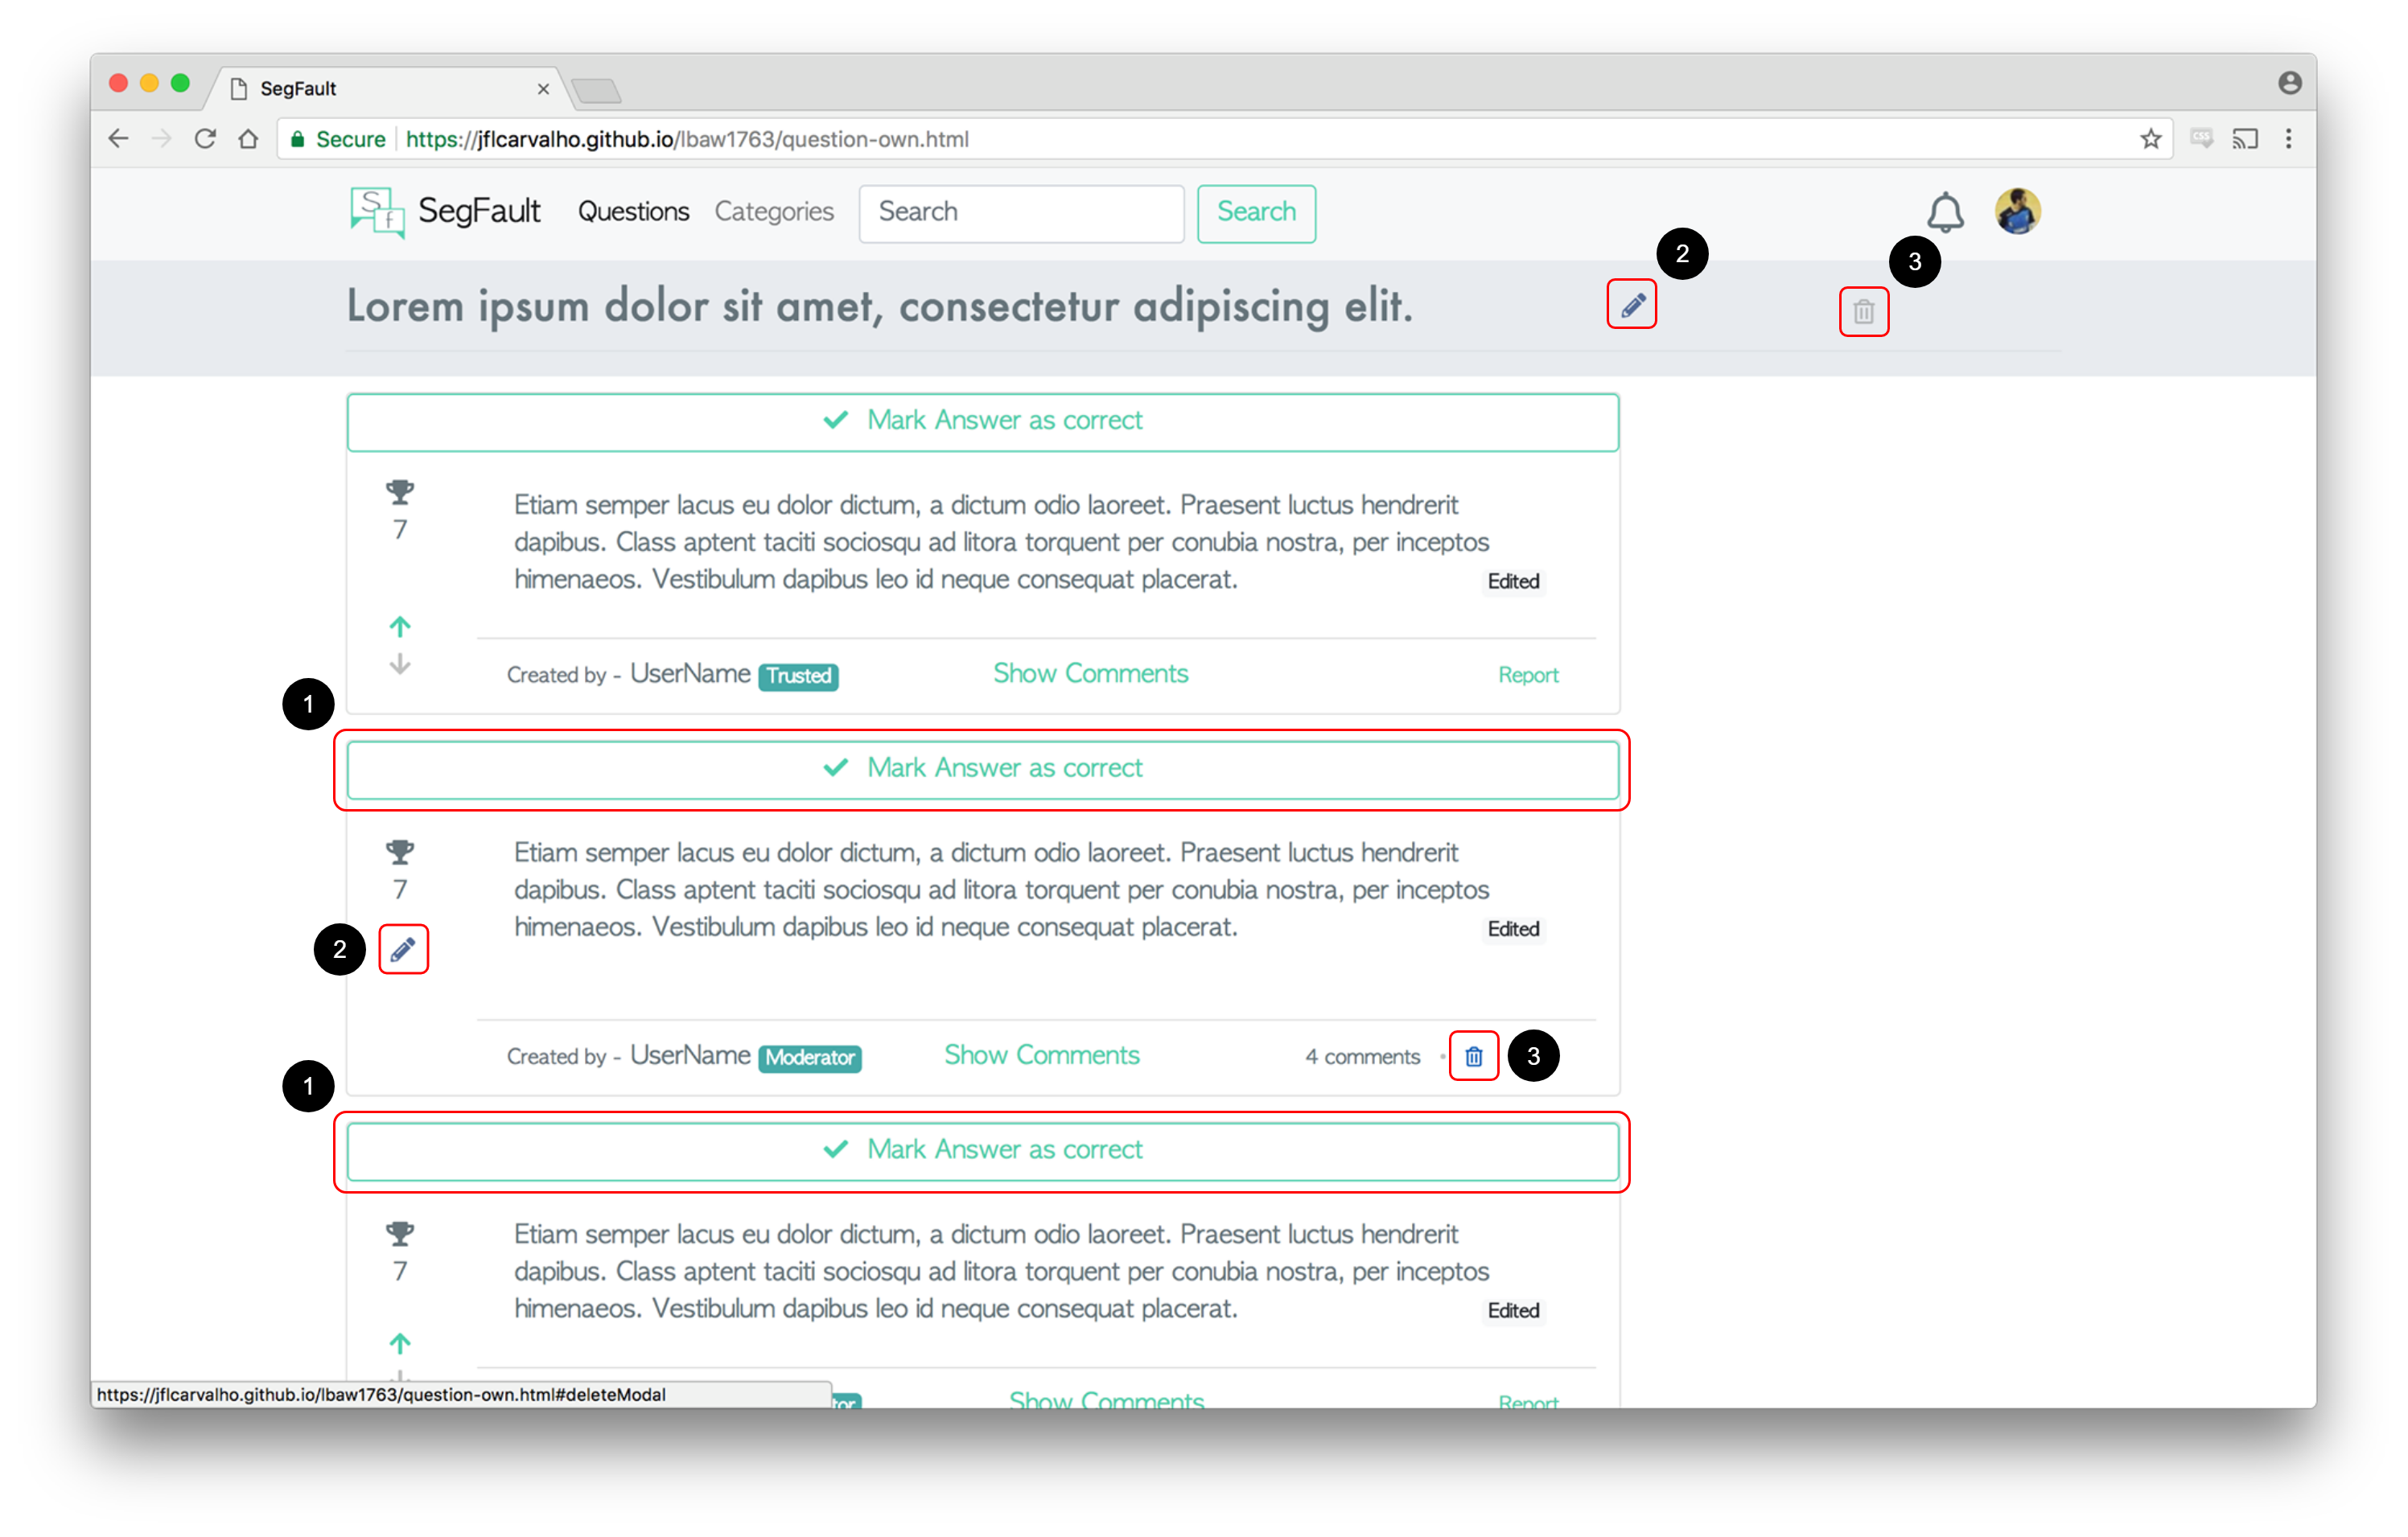 SegFault
Secure https://jflcarvalho.github.io/lbaw1763/question-own.html
CSS
Sf SegFault Questions Categories Search Search
2
3
Lorem ipsum dolor sit amet, consectetur adipiscing elit.
Mark Answer as correct
7
Etiam semper lacus eu dolor dictum, a dictum odio laoreet. Praesent luctus hendrerit
dapibus. Class aptent taciti sociosqu ad litora torquent per conubia nostra, per inceptos
himenaeos. Vestibulum dapibus leo id neque consequat placerat.
Edited
Created by - UserName Trusted Show Comments Report
1
Mark Answer as correct
7
Etiam semper lacus eu dolor dictum, a dictum odio laoreet. Praesent luctus hendrerit
dapibus. Class aptent taciti sociosqu ad litora torquent per conubia nostra, per inceptos
himenaeos. Vestibulum dapibus leo id neque consequat placerat.
Edited
2
Created by - UserName Moderator Show Comments 4 comments
3
1
Mark Answer as correct
7
Etiam semper lacus eu dolor dictum, a dictum odio laoreet. Praesent luctus hendrerit
dapibus. Class aptent taciti sociosqu ad litora torquent per conubia nostra, per inceptos
himenaeos. Vestibulum dapibus leo id neque consequat placerat.
Edited
https://jflcarvalho.github.io/lbaw1763/question-own.html#deleteModal
tor Show Comments Report